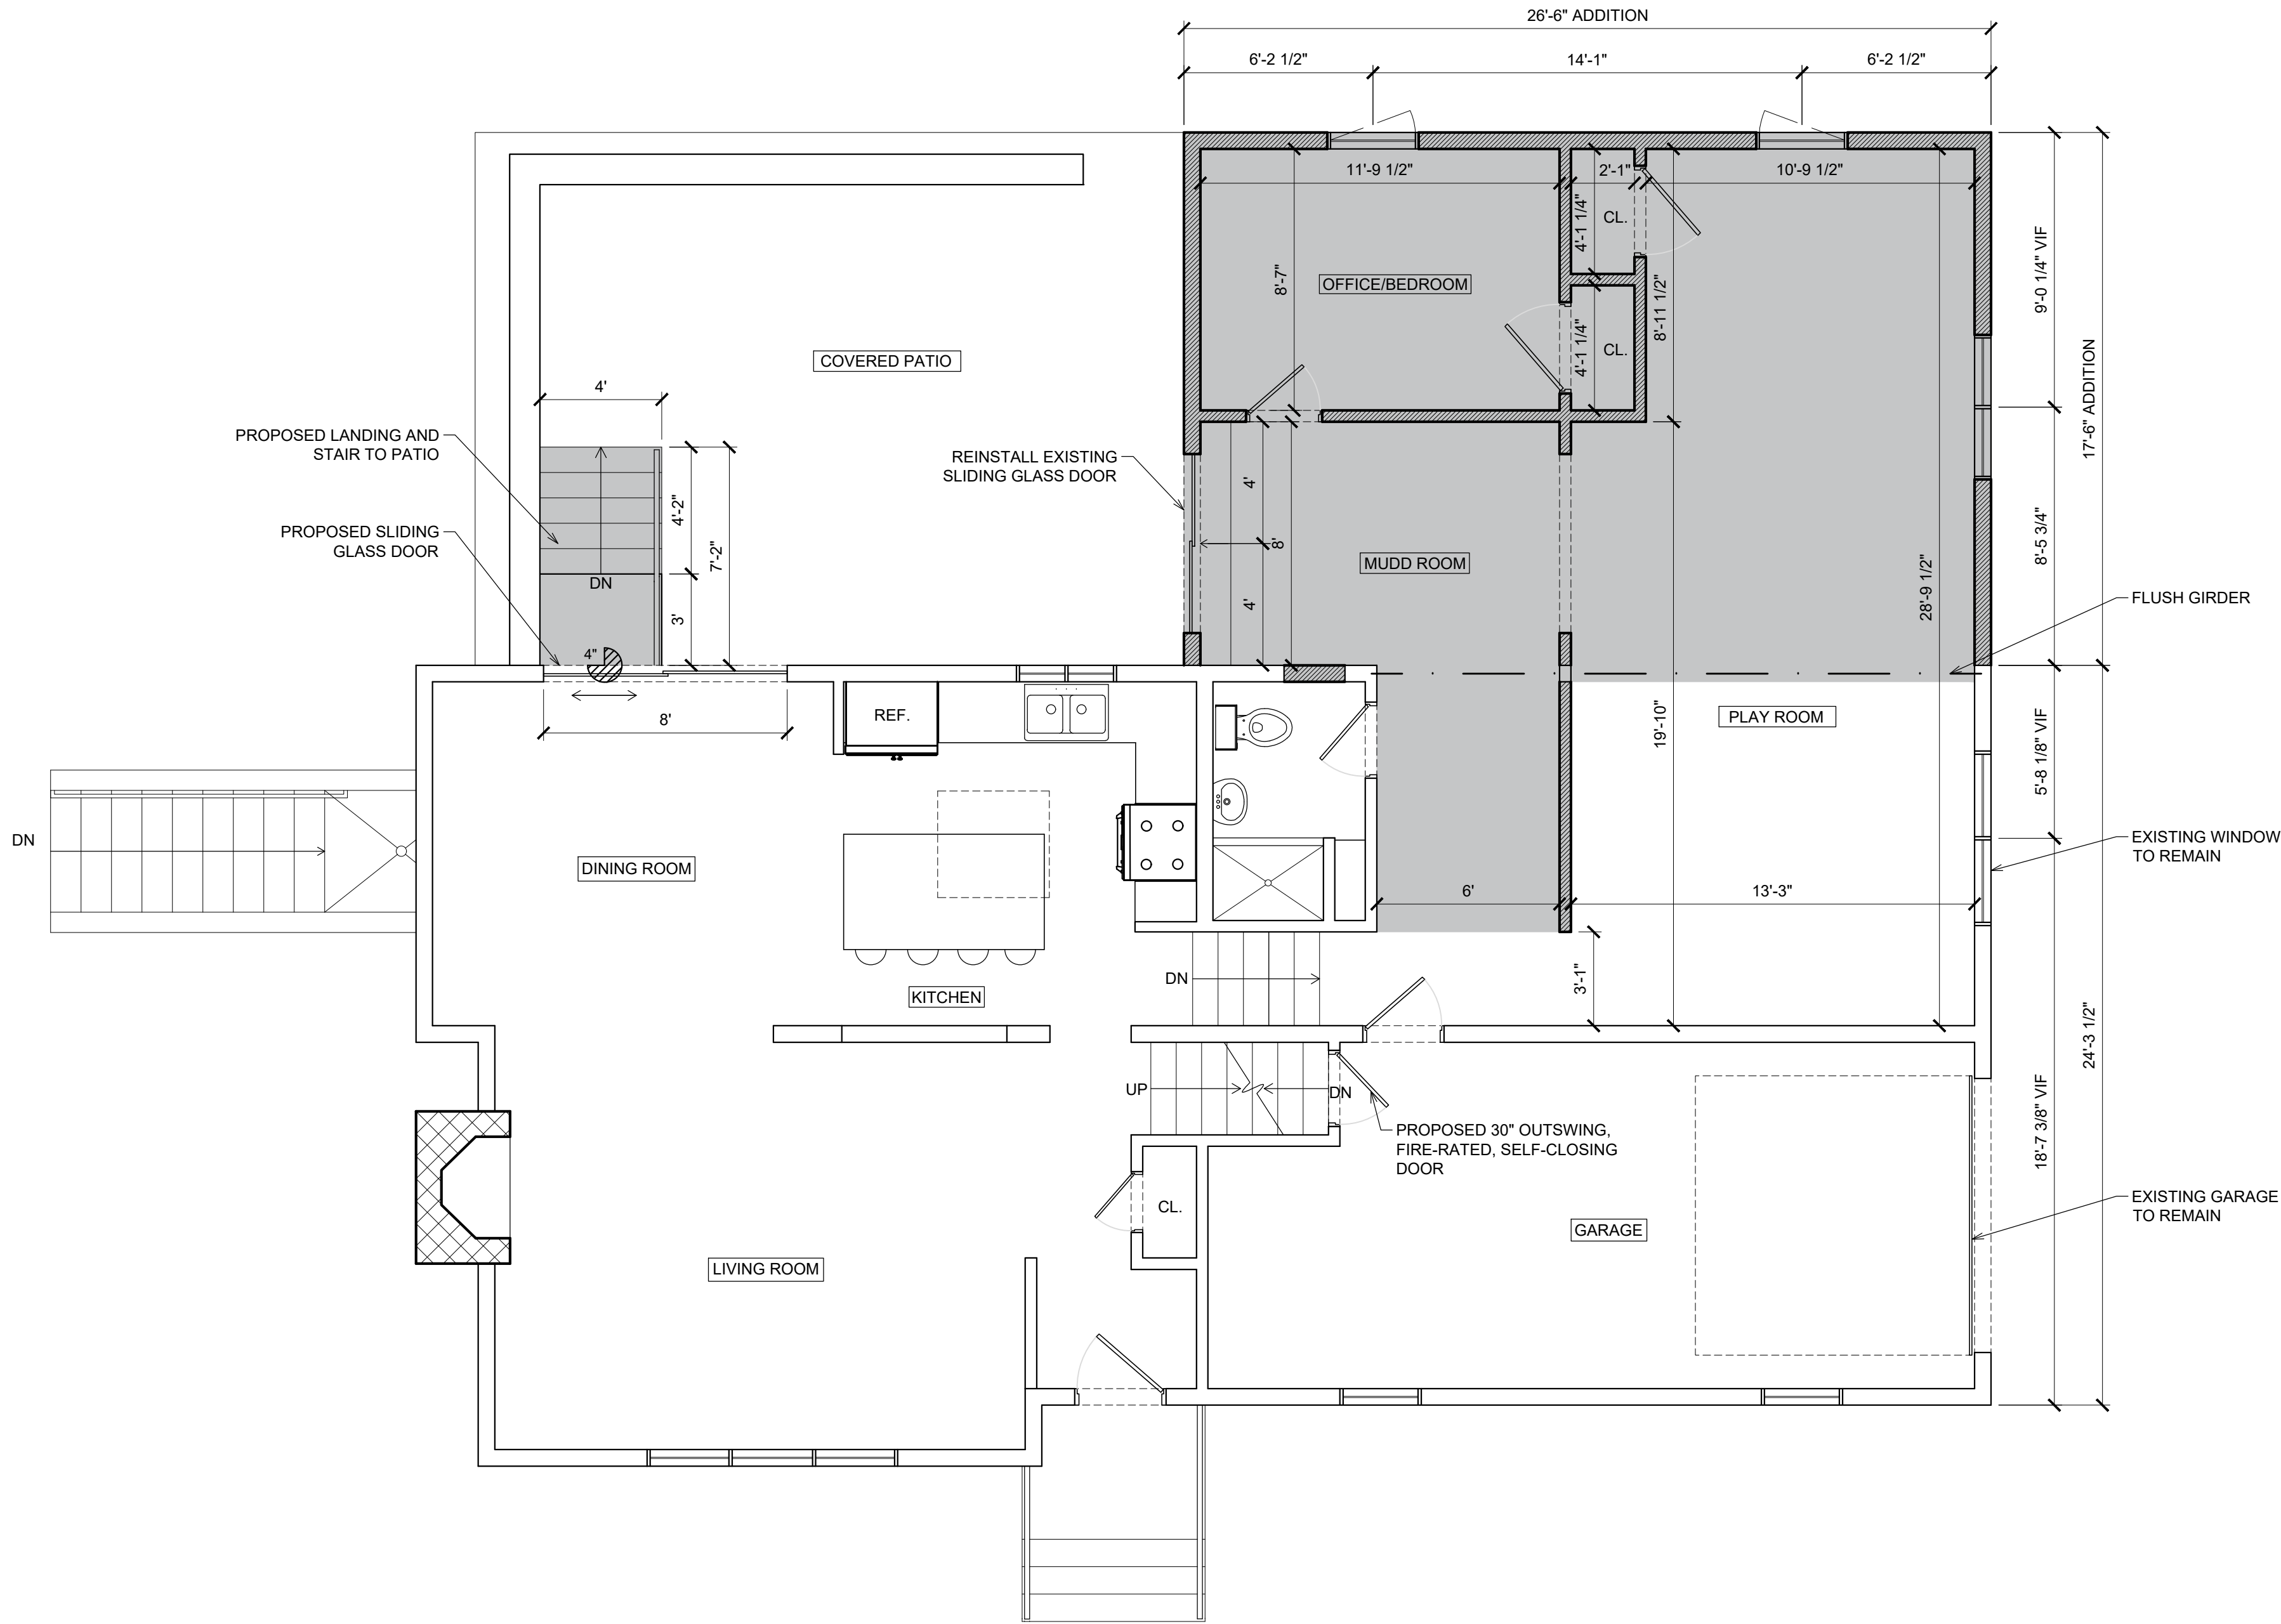 26'-6" ADDITION
6'-2 1/2"
14'-1"
6'-2 1/2"
11'-9 1/2"
2'-1"
10'-9 1/2"
4'-1 1/4"
CL.
9'-0 1/4" VIF
8'-7"
OFFICE/BEDROOM
8'-11 1/2"
4'-1 1/4"
CL.
COVERED PATIO
17'-6" ADDITION
4'
PROPOSED LANDING AND
STAIR TO PATIO
REINSTALL EXISTING
SLIDING GLASS DOOR
4'
4'-2"
PROPOSED SLIDING
GLASS DOOR
7'-2"
8'
MUDD ROOM
8'-5 3/4"
DN
28'-9 1/2"
4'
3'
FLUSH GIRDER
4"
REF.
8'
19'-10"
PLAY ROOM
5'-8 1/8" VIF
DN
EXISTING WINDOW
TO REMAIN
DINING ROOM
6'
13'-3"
DN
3'-1"
KITCHEN
24'-3 1/2"
UP
DN
18'-7 3/8" VIF
PROPOSED 30" OUTSWING,
FIRE-RATED, SELF-CLOSING
DOOR
CL.
EXISTING GARAGE
TO REMAIN
GARAGE
LIVING ROOM